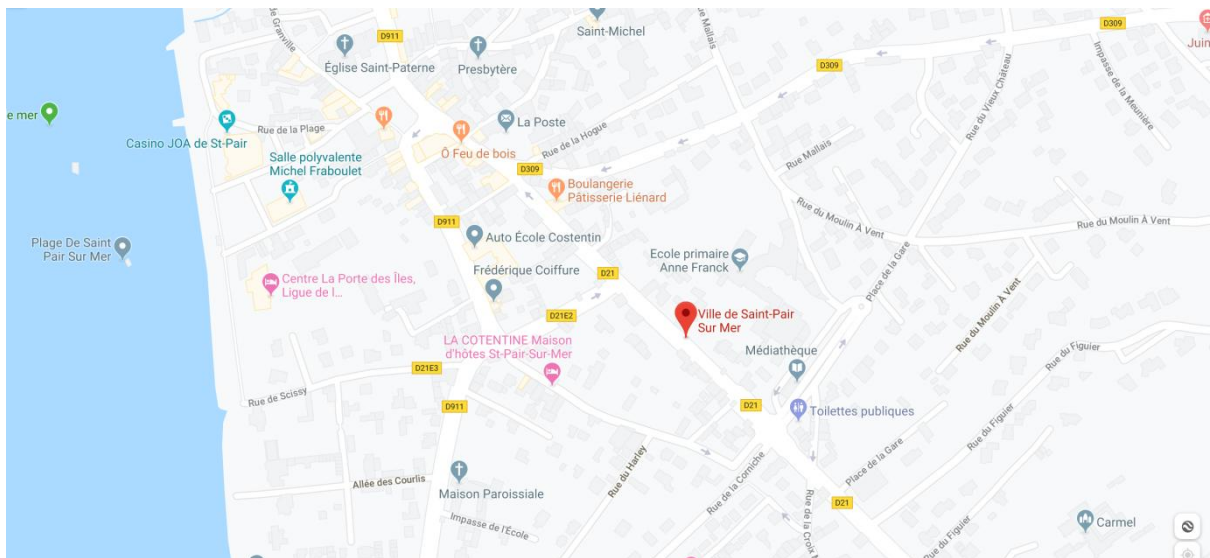 de Granville
D911
Saint-Michel
Rue Mallais
D309
Juin
Église Saint-Paterne
Presbytère
D309
Impasse de la Meunière
e mer
Rue du Vieux Château
Casino JOA de St-Pair
Rue de la Plage
La Poste
Rue de la Hogue
Salle polyvalente
Michel Fraboulet
Ô Feu de bois
D309
Rue Mallais
Boulangerie
Pâtisserie Liénard
Rue du Moulin À Vent
Rue du Moulin À Vent
D911
Plage De Saint
Pair Sur Mer
Auto École Costentin
Ecole primaire
Anne Franck
Place de la Gare
Centre La Porte des Îles,
Ligue de l...
Frédérique Coiffure
D21
D21E2
Ville de Saint-Pair
Sur Mer
Rue du Moulin À Vent
LA COTENTINE Maison
d'hôtes St-Pair-Sur-Mer
Médiathèque
Rue du Figuier
D21E3
Rue de Scissy
D911
D21
Toilettes publiques
Rue du Figuier
Place de la Gare
Rue du Harley
Rue de la Corniche
Allée des Courlis
Maison Paroissiale
D21
Impasse de l'École
Rue de la Croix M
Rue du Figuier
Carmel